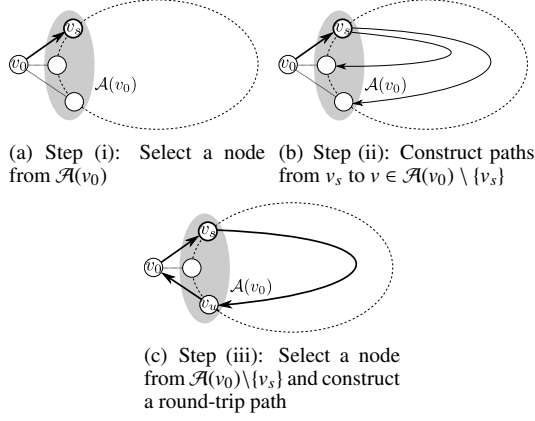 v_s
v_0
𝒜(v_0)
(a) Step (i): Select a node
from 𝒜(v_0)
v_s
v_0
𝒜(v_0)
(b) Step (ii): Construct paths
from v_s to v ∈ 𝒜(v_0) \ {v_s}
v_s
v_0
𝒜(v_0)
v_u
(c) Step (iii): Select a node
from 𝒜(v_0)\{v_s} and construct
a round-trip path